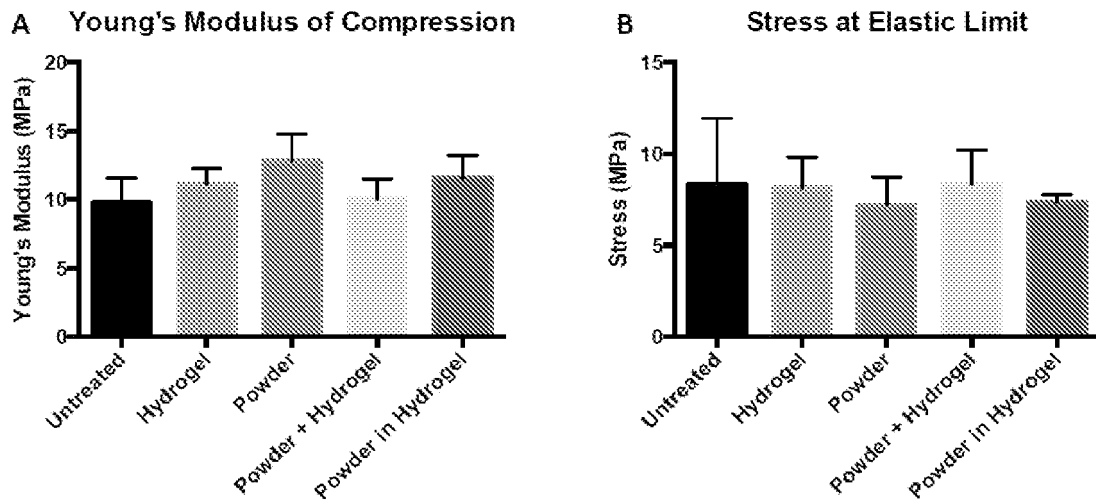 A Young's Modulus of Compression
Young's Modulus (MPa)
20
15
10
5
0
Untreated
Hydrogel
Powder
Powder + Hydrogel
Powder in Hydrogel
B Stress at Elastic Limit
Stress (MPa)
15
10
5
0
Untreated
Hydrogel
Powder
Powder + Hydrogel
Powder in Hydrogel